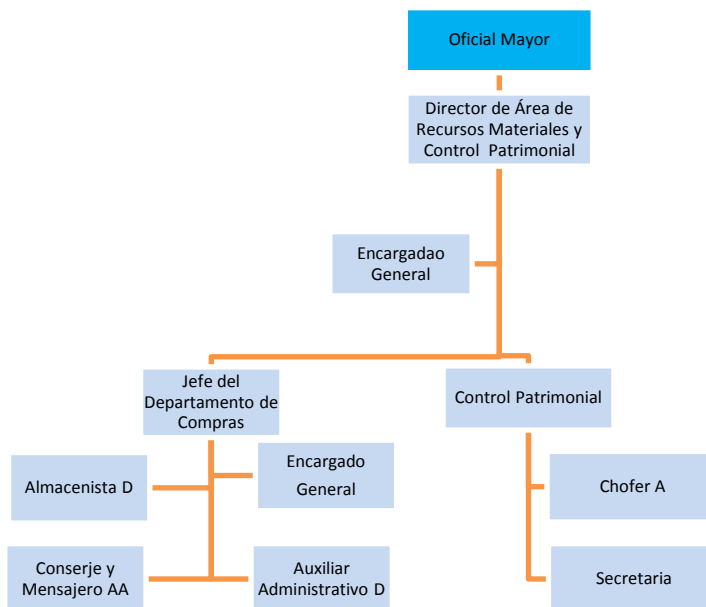 Oficial Mayor
Director de Área de
Recursos Materiales y
Control Patrimonial
Encargadao
General
Jefe del
Departamento de
Compras
Control Patrimonial
Almacenista D
Encargado
General
Chofer A
Conserje y
Mensajero AA
Auxiliar
Administrativo D
Secretaria